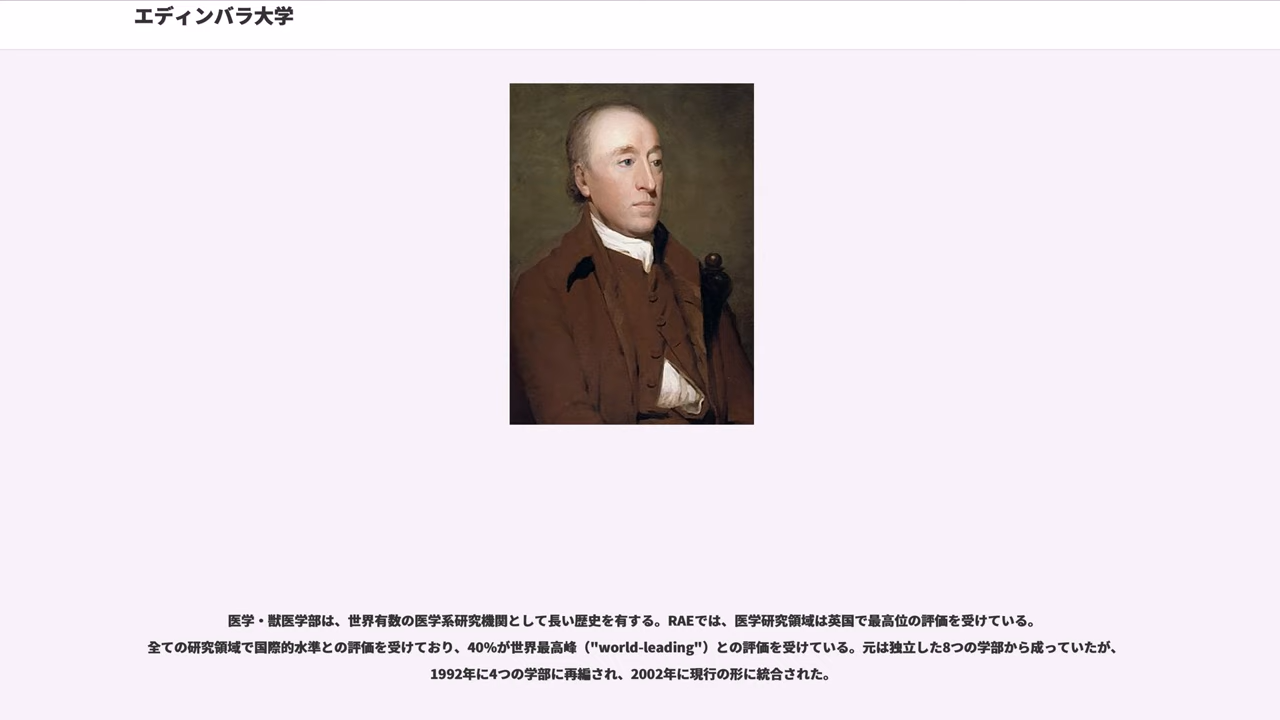 エディンバラ大学
医学・獣医学部は、世界有数の医学系研究機関として長い歴史を有する。RAEでは、医学研究領域は英国で最高位の評価を受けている。
全ての研究領域で国際的水準との評価を受けており、40%が世界最高峰（"world-leading"）との評価を受けている。元は独立した8つの学部から成っていたが、
1992年に4つの学部に再編され、2002年に現行の形に統合された。